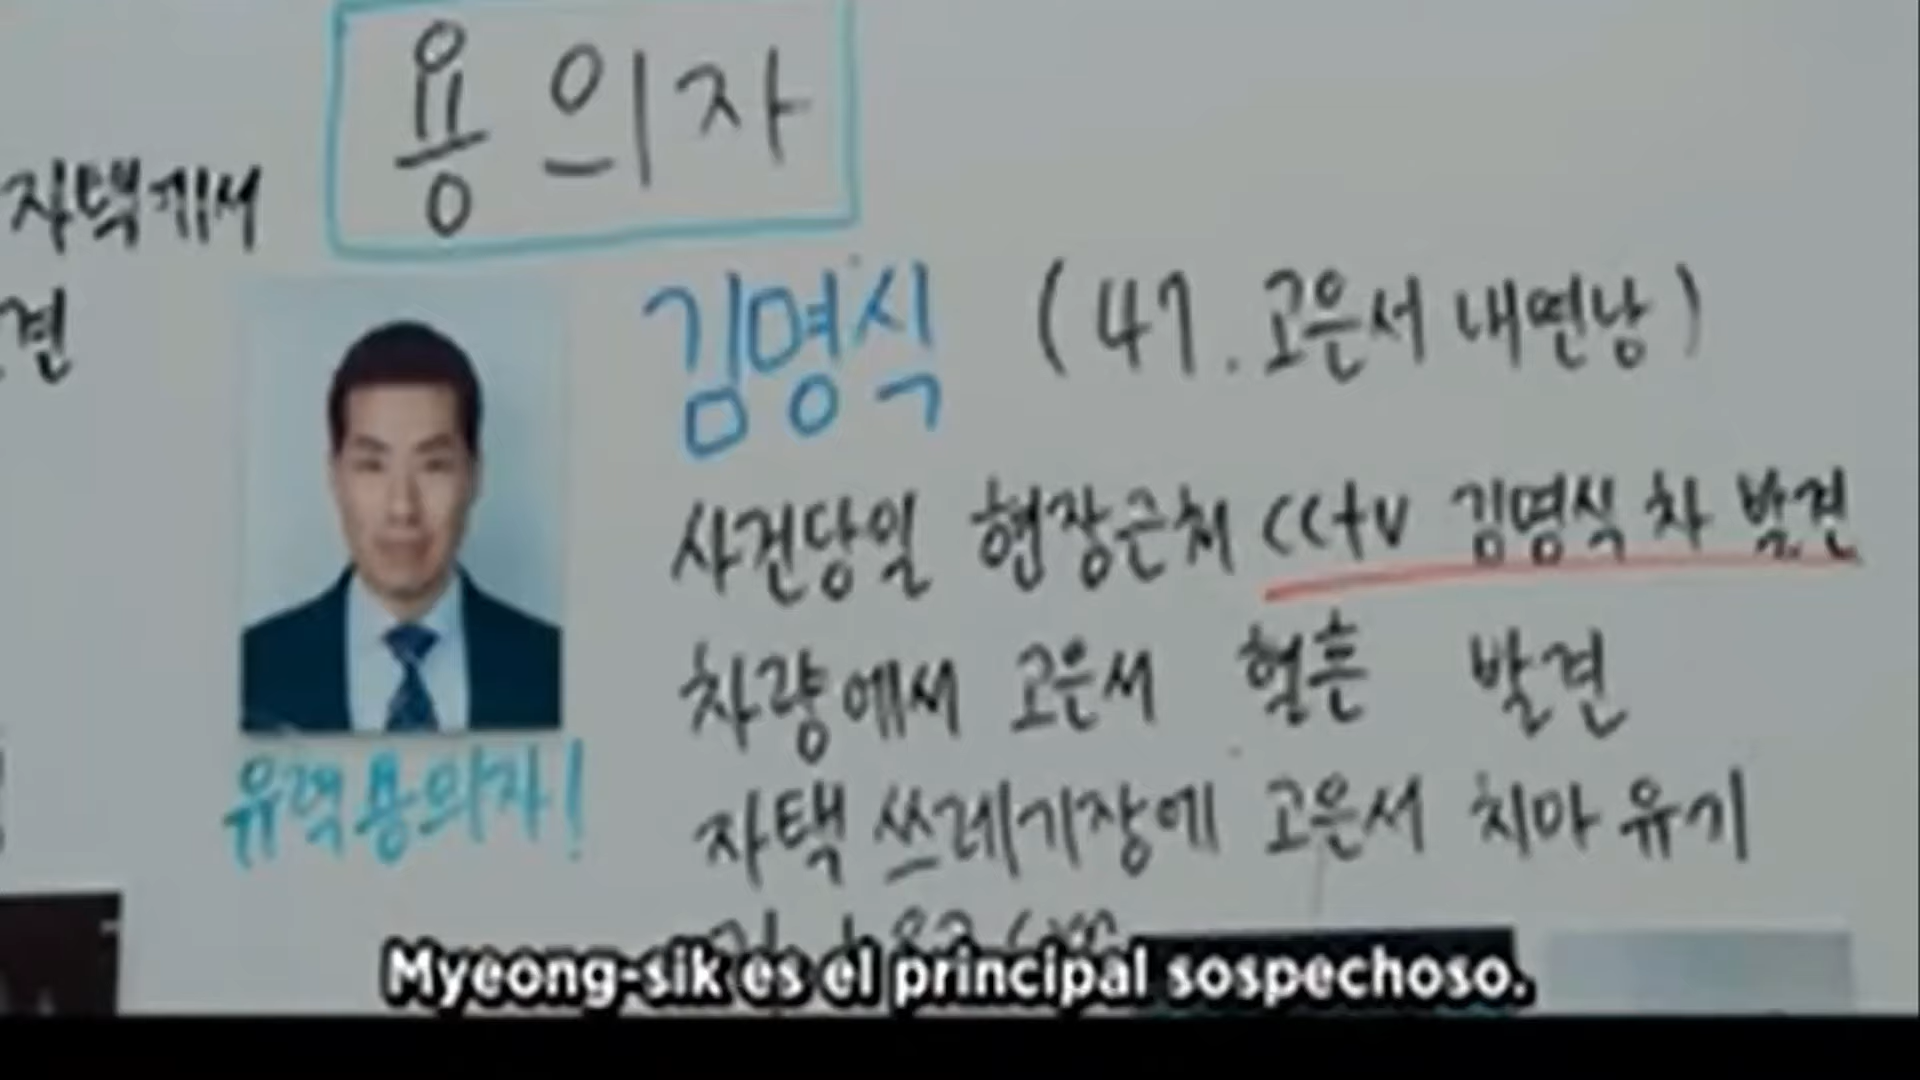 용의자
자택
견
김명식 (41. 고은서 내연남)
사건당일 현장근처 cctv 김명식 차 발견
차량에서 고은서 혈흔 발견
자택 쓰레기장에 고은서 치마 유기
유력용의자!
Myeong-sik es el principal sospechoso.